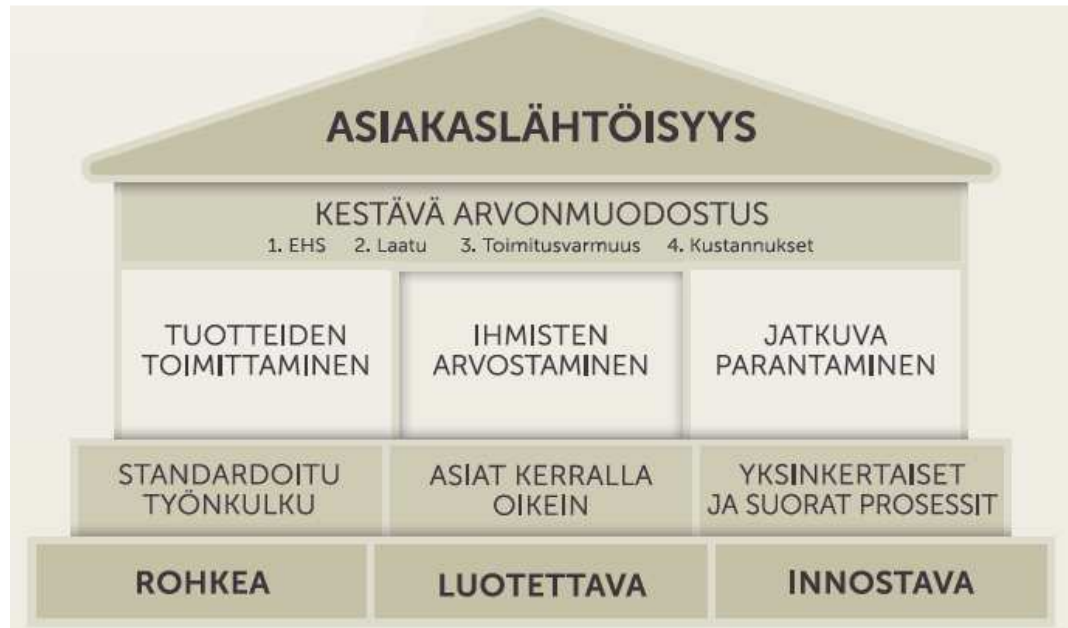 ASIAKASLÄHTÖISYYS
KESTÄVÄ ARVONMUODOSTUS
1. EHS 2. Laatu 3. Toimitusvarmuus 4. Kustannukset
TUOTTEIDEN
TOIMITTAMINEN
IHMISTEN
ARVOSTAMINEN
JATKUVA
PARANTAMINEN
STANDARDOITU
TYÖNKULKU
ASIAT KERRALLA
OIKEIN
YKSINKERTAISET
JA SUORAT PROSESSIT
ROHKEA
LUOTETTAVA
INNOSTAVA